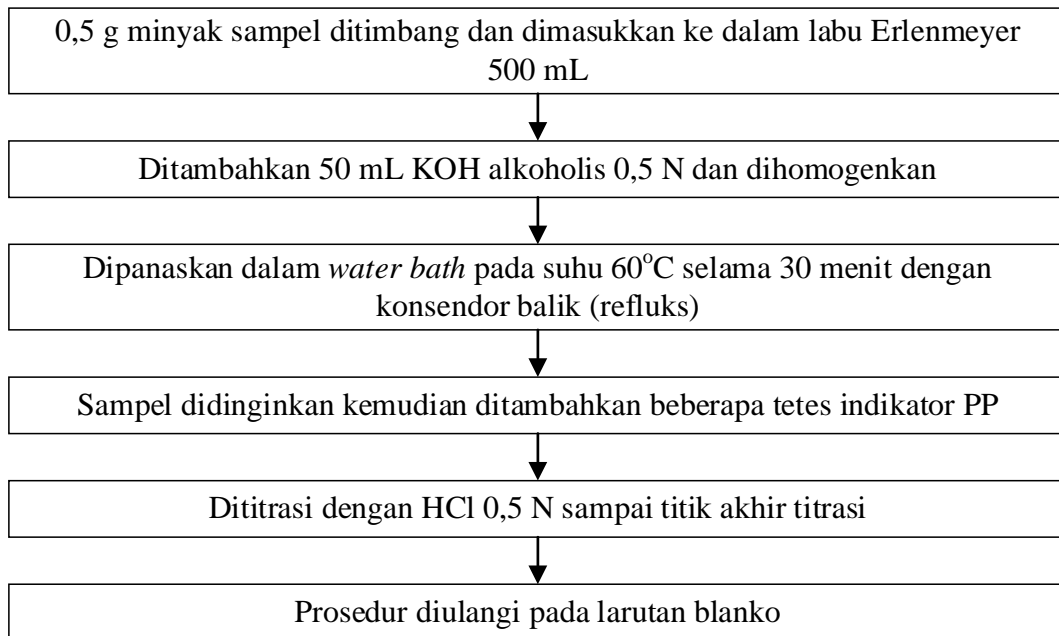 0,5 g minyak sampel ditimbang dan dimasukkan ke dalam labu Erlenmeyer
500 mL
Ditambahkan 50 mL KOH alkoholis 0,5 N dan dihomogenkan
Dipanaskan dalam water bath pada suhu 60°C selama 30 menit dengan
konsendor balik (refluks)
Sampel didinginkan kemudian ditambahkan beberapa tetes indikator PP
Dititrasi dengan HCl 0,5 N sampai titik akhir titrasi
Prosedur diulangi pada larutan blanko